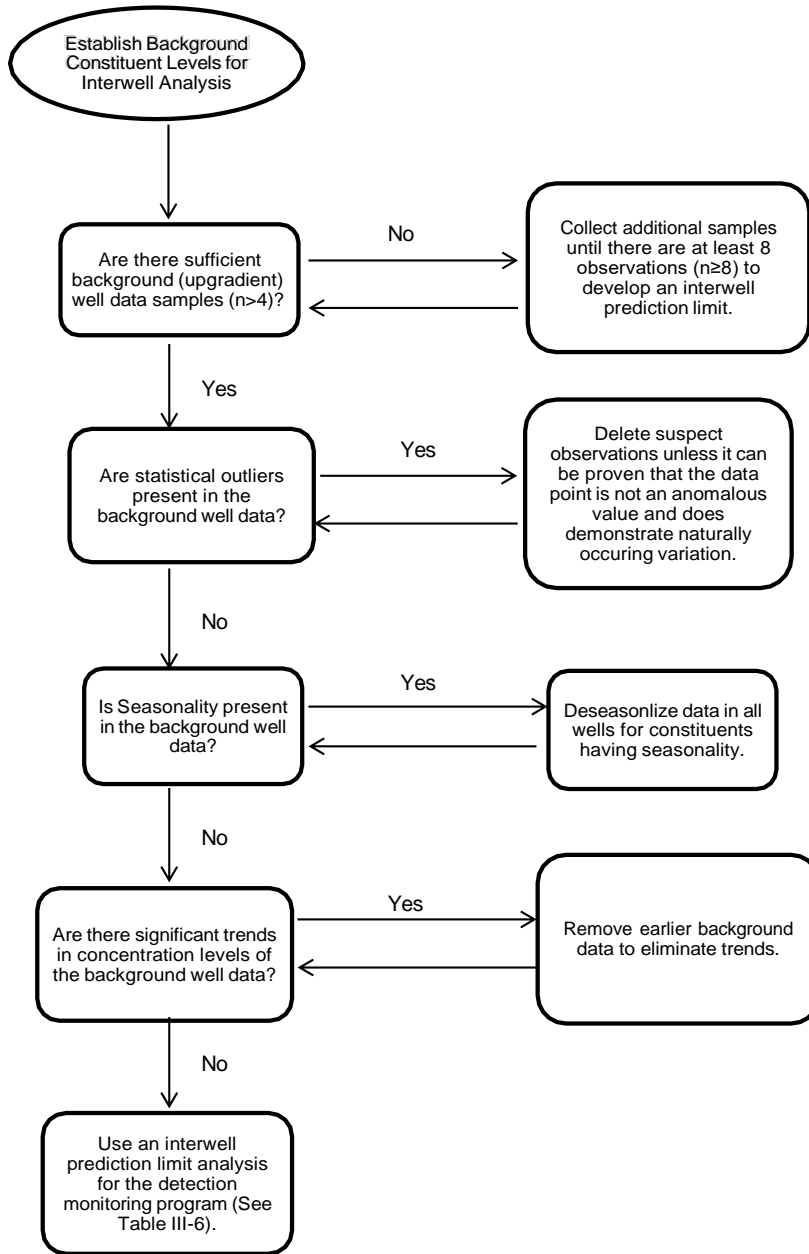 Establish Background
Constituent Levels for
Interwell Analysis
Are there sufficient
background (upgradient)
well data samples (n>4)?
No
Collect additional samples
until there are at least 8
observations (n≥8) to
develop an interwell
prediction limit.
Yes
Are statistical outliers
present in the
background well data?
Yes
Delete suspect
observations unless it can
be proven that the data
point is not an anomalous
value and does
demonstrate naturally
occuring variation.
No
Is Seasonality present
in the background well
data?
Yes
Deseasonlize data in all
wells for constituents
having seasonality.
No
Are there significant trends
in concentration levels of
the background well data?
Yes
Remove earlier background
data to eliminate trends.
No
Use an interwell
prediction limit analysis
for the detection
monitoring program (See
Table III-6).